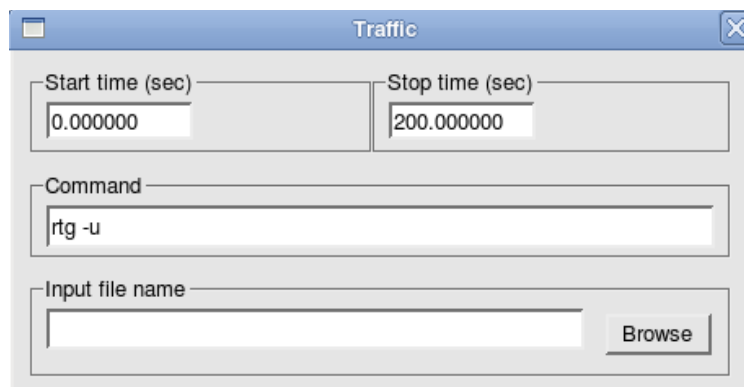 Traffic
Start time (sec)
Stop time (sec)
0.000000
200.000000
Command
rtg -u
Input file name
Browse